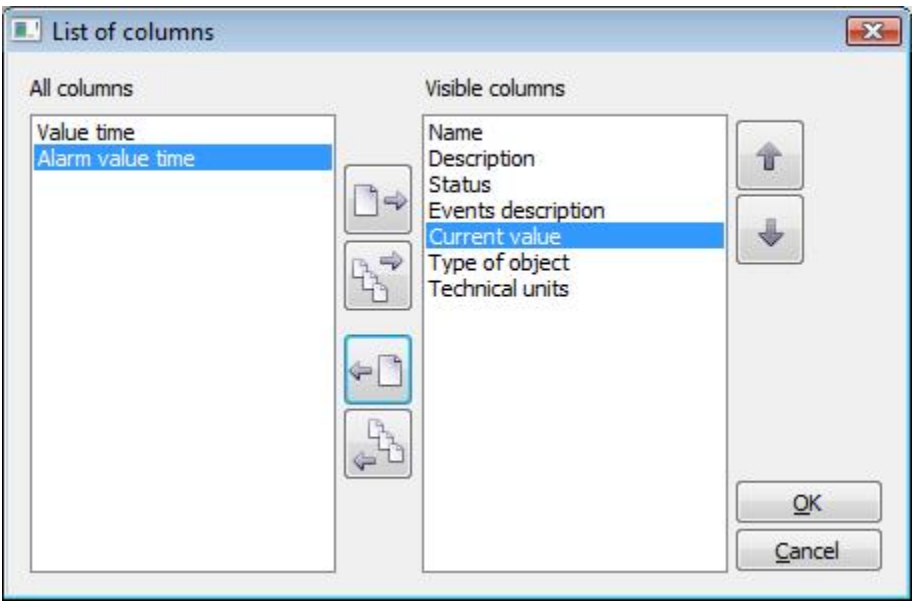 List of columns
All columns
Value time
Alarm value time
Visible columns
Name
Description
Status
Events description
Current value
Type of object
Technical units
OK
Cancel